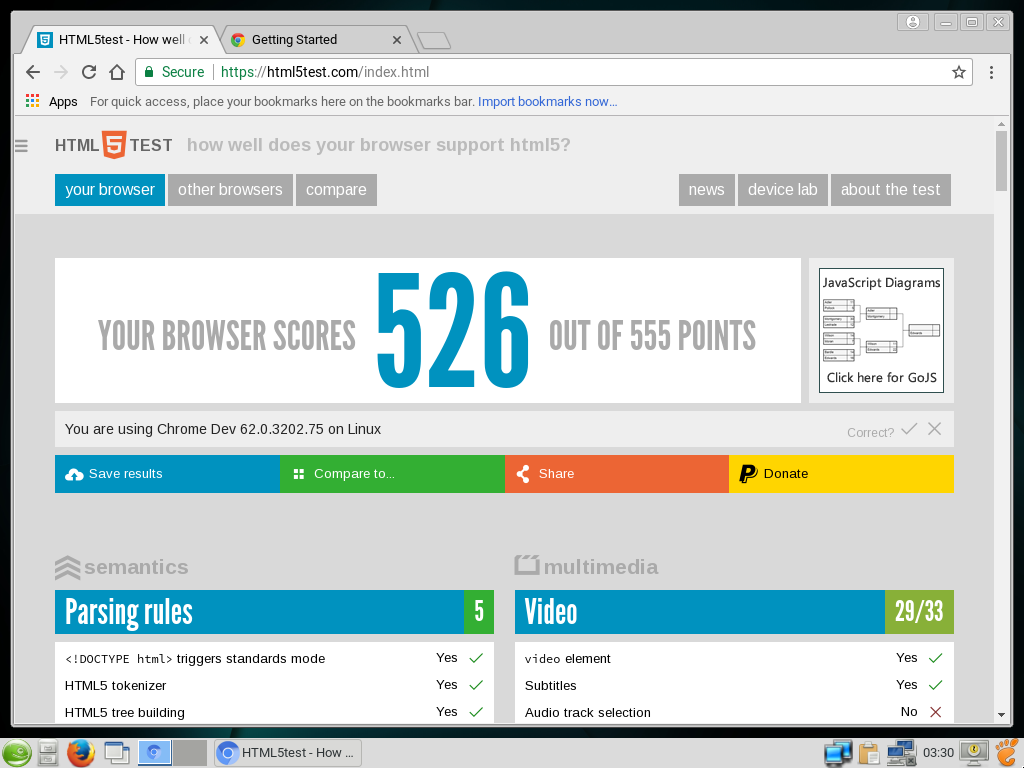 HTML5test - How well
Getting Started
Secure https://html5test.com/index.html
Apps For quick access, place your bookmarks here on the bookmarks bar. Import bookmarks now...
HTML 5 TEST how well does your browser support html5?
your browser other browsers compare news device lab about the test
YOUR BROWSER SCORES 526 OUT OF 555 POINTS
JavaScript Diagrams
Click here for GoJS
You are using Chrome Dev 62.0.3202.75 on Linux Correct?
Save results Compare to... Share Donate
semantics
Parsing rules 5
<!DOCTYPE html> triggers standards mode Yes
HTML5 tokenizer Yes
HTML5 tree building Yes
multimedia
Video 29/33
video element Yes
Subtitles Yes
Audio track selection No
HTML5test - How ... 03:30